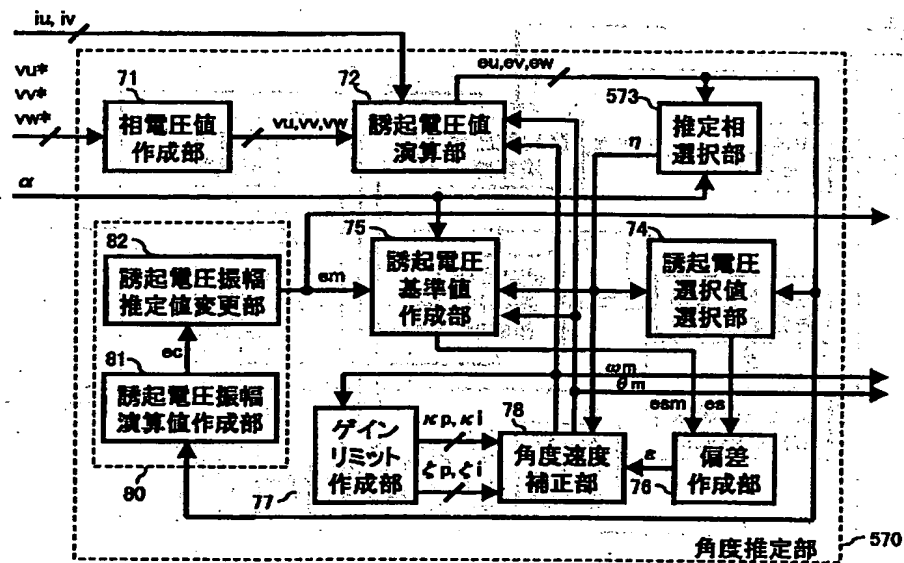 iu, iv
eu,ev,ew
vu*
vv*
vw*
71
相電圧値
作成部
vu,vv,vw
72
誘起電圧値
演算部
573
推定相
選択部
η
α
82
誘起電圧振幅
推定値変更部
em
75
誘起電圧
基準値
作成部
74
誘起電圧
選択値
選択部
ec
81
誘起電圧振幅
演算値作成部
80
ωm
θm
esm
es
ゲイン
リミット
作成部
77
κp, κi
ζp, ζi
78
角度速度
補正部
ε
76
偏差
作成部
角度推定部
570